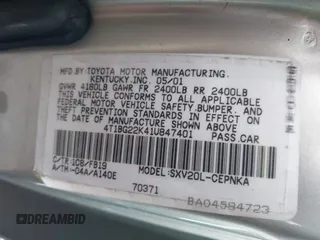 MFD BY TOYOTA MOTOR MANUFACTURING.
KENTUCKY.INC. 05/01
GVWR 4180LB GAWR FR 2400LB RR 2400LB
THIS VEHICLE CONFORMS TO ALL APPLICABLE
FEDERAL MOTOR VEHICLE SAFETY.BUMPER. AND
THEFT PREVENTION STANDARDS IN EFFECT ON
THE DATE OF MANUFACTURE SHOWN ABOVE.
4T1BG22K41U847401 PASS.CAR
C/TR:1C8/FB19 MODEL:SXV20L-CEPNKA
A/TM:-04A/A140E
70371
BA04584723
DREAMBID